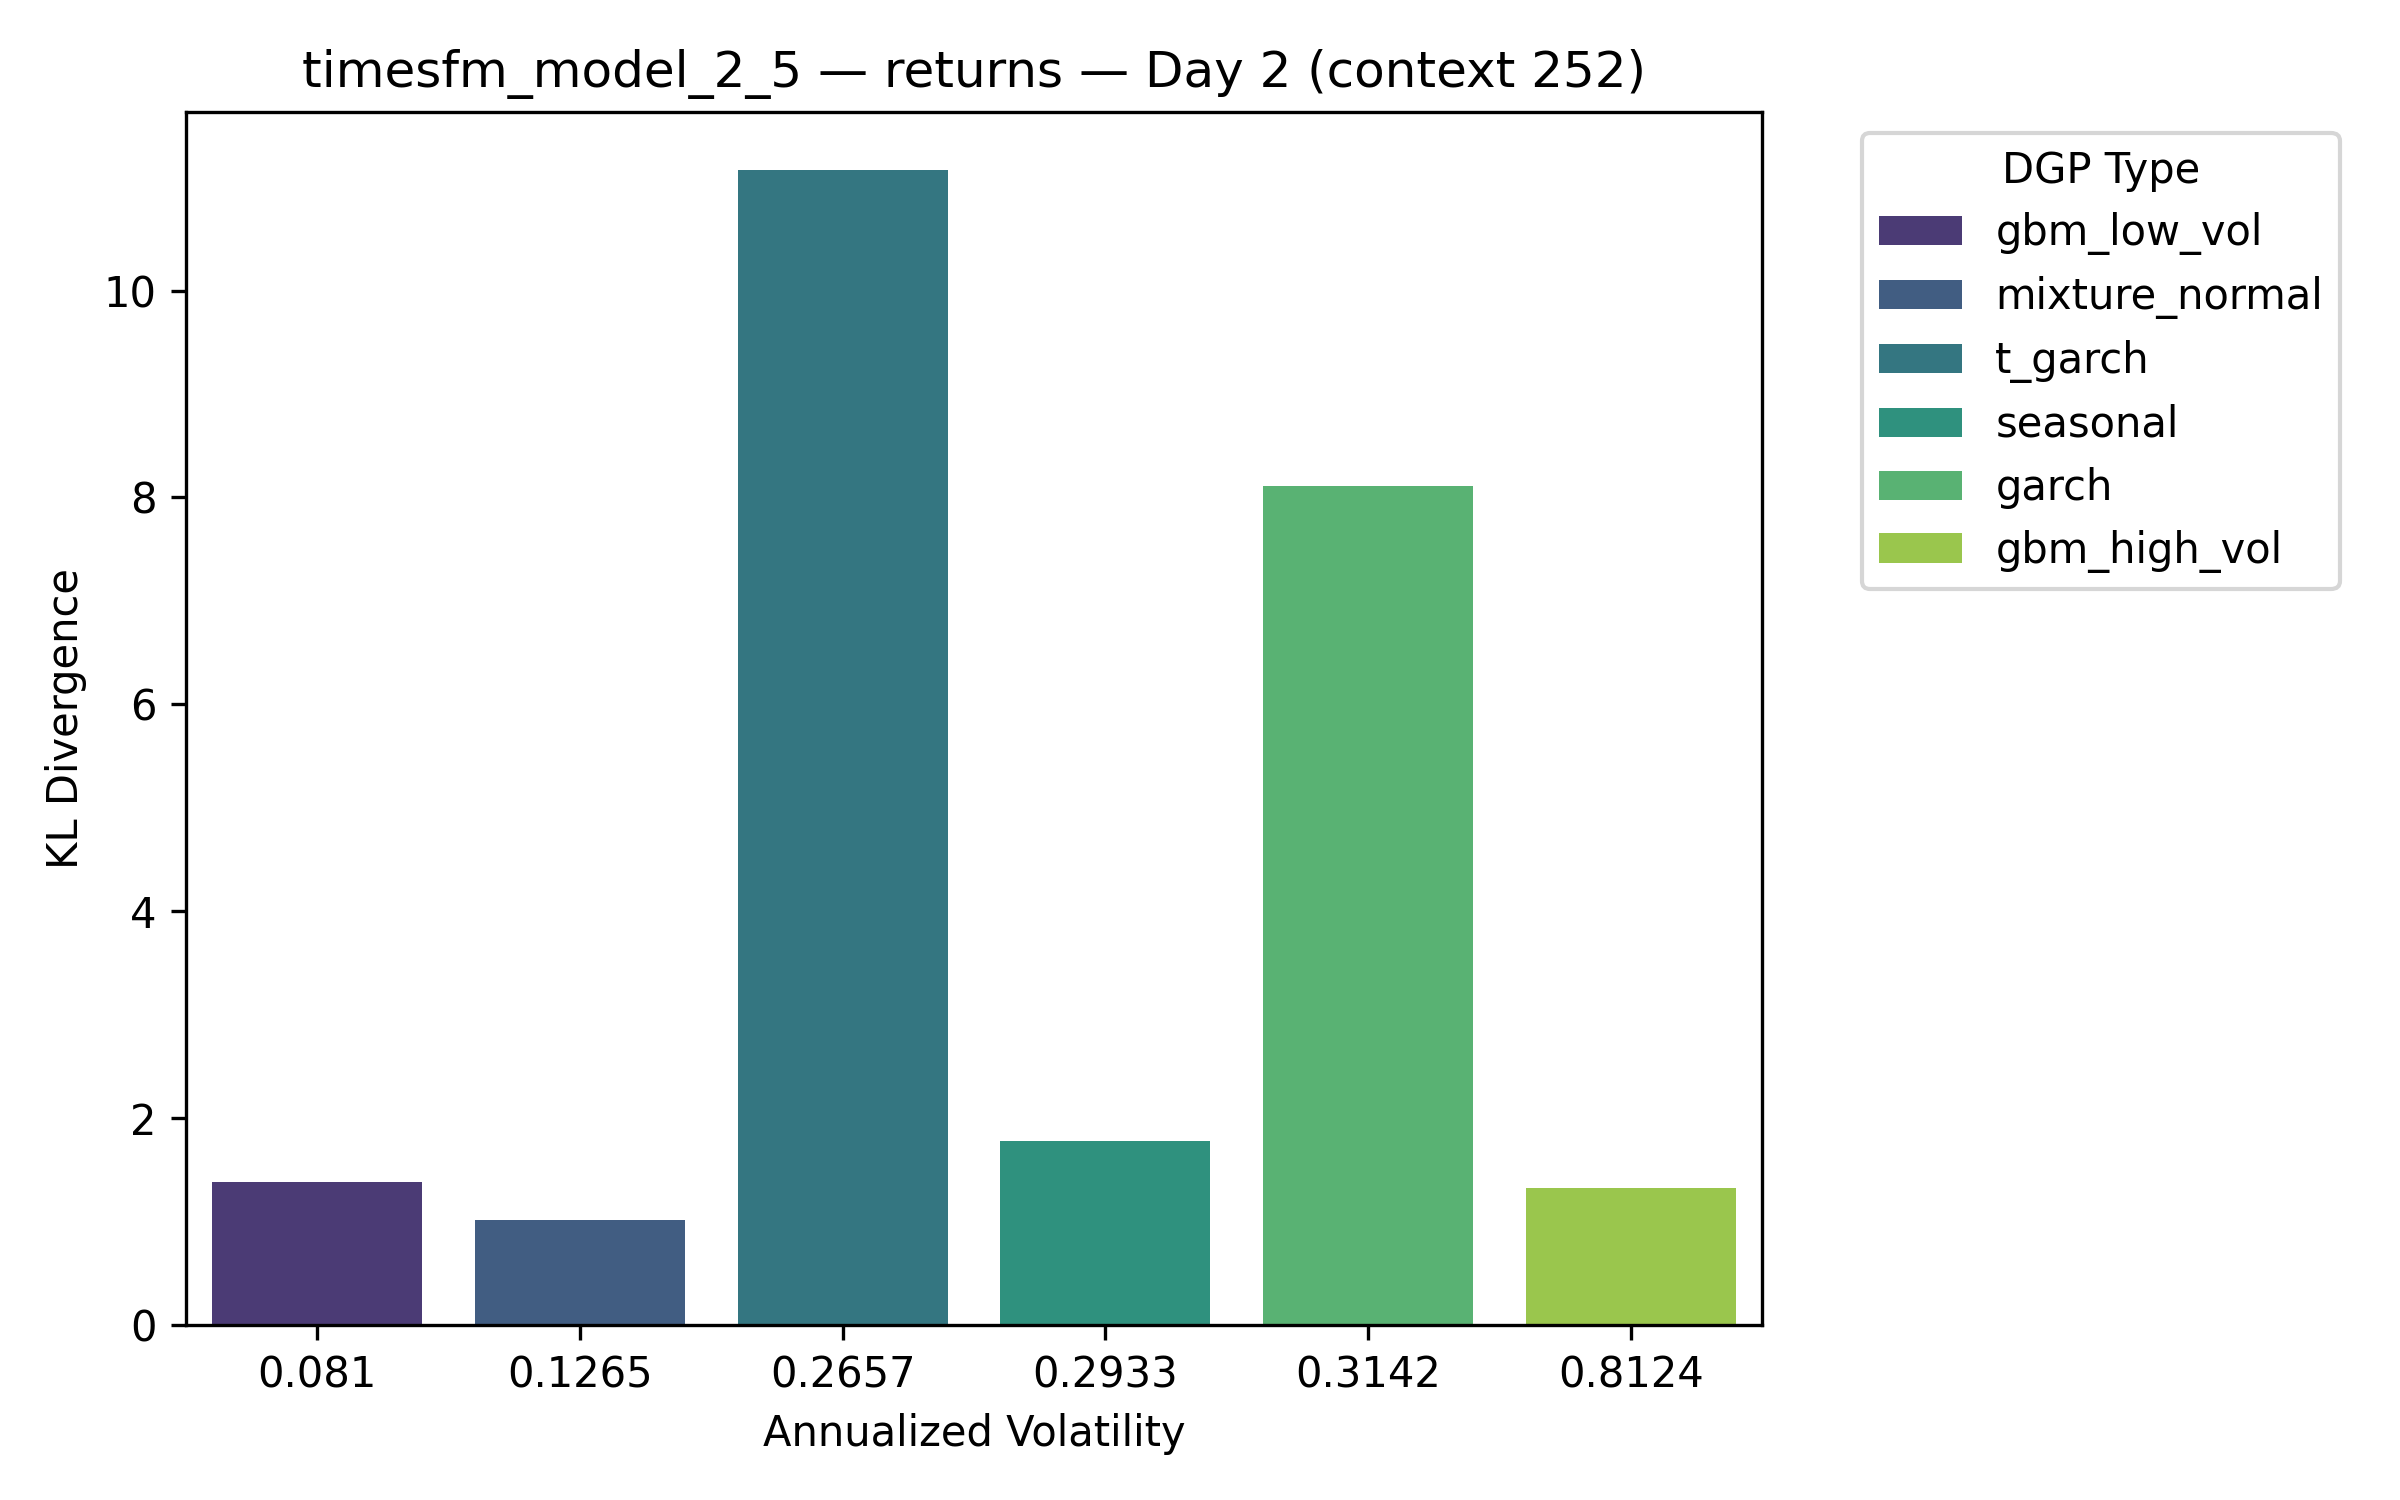 timesfm_model_2_5 — returns — Day 2 (context 252)
DGP Type
gbm_low_vol
mixture_normal
t_garch
seasonal
garch
gbm_high_vol
KL Divergence
10
8
6
4
2
0
0.081 0.1265 0.2657 0.2933 0.3142 0.8124
Annualized Volatility